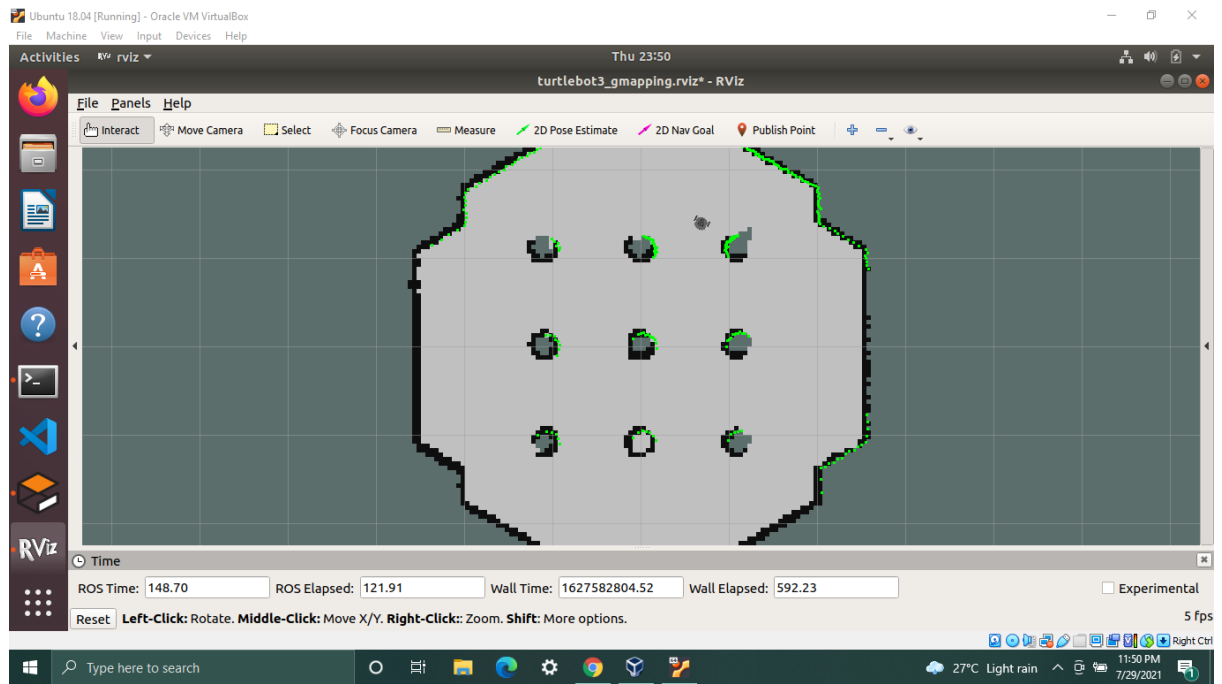 Ubuntu 18.04 [Running] - Oracle VM VirtualBox
File Machine View Input Devices Help
Activities RViz rviz Thu 23:50
turtlebot3_gmapping.rviz* - RViz
File Panels Help
Interact Move Camera Select Focus Camera Measure 2D Pose Estimate 2D Nav Goal Publish Point
RViz
Time
ROS Time: 148.70 ROS Elapsed: 121.91 Wall Time: 1627582804.52 Wall Elapsed: 592.23 Experimental
Reset Left-Click: Rotate. Middle-Click: Move X/Y. Right-Click:: Zoom. Shift: More options. 5 fps
Right Ctrl
Type here to search 27°C Light rain 11:50 PM
7/29/2021